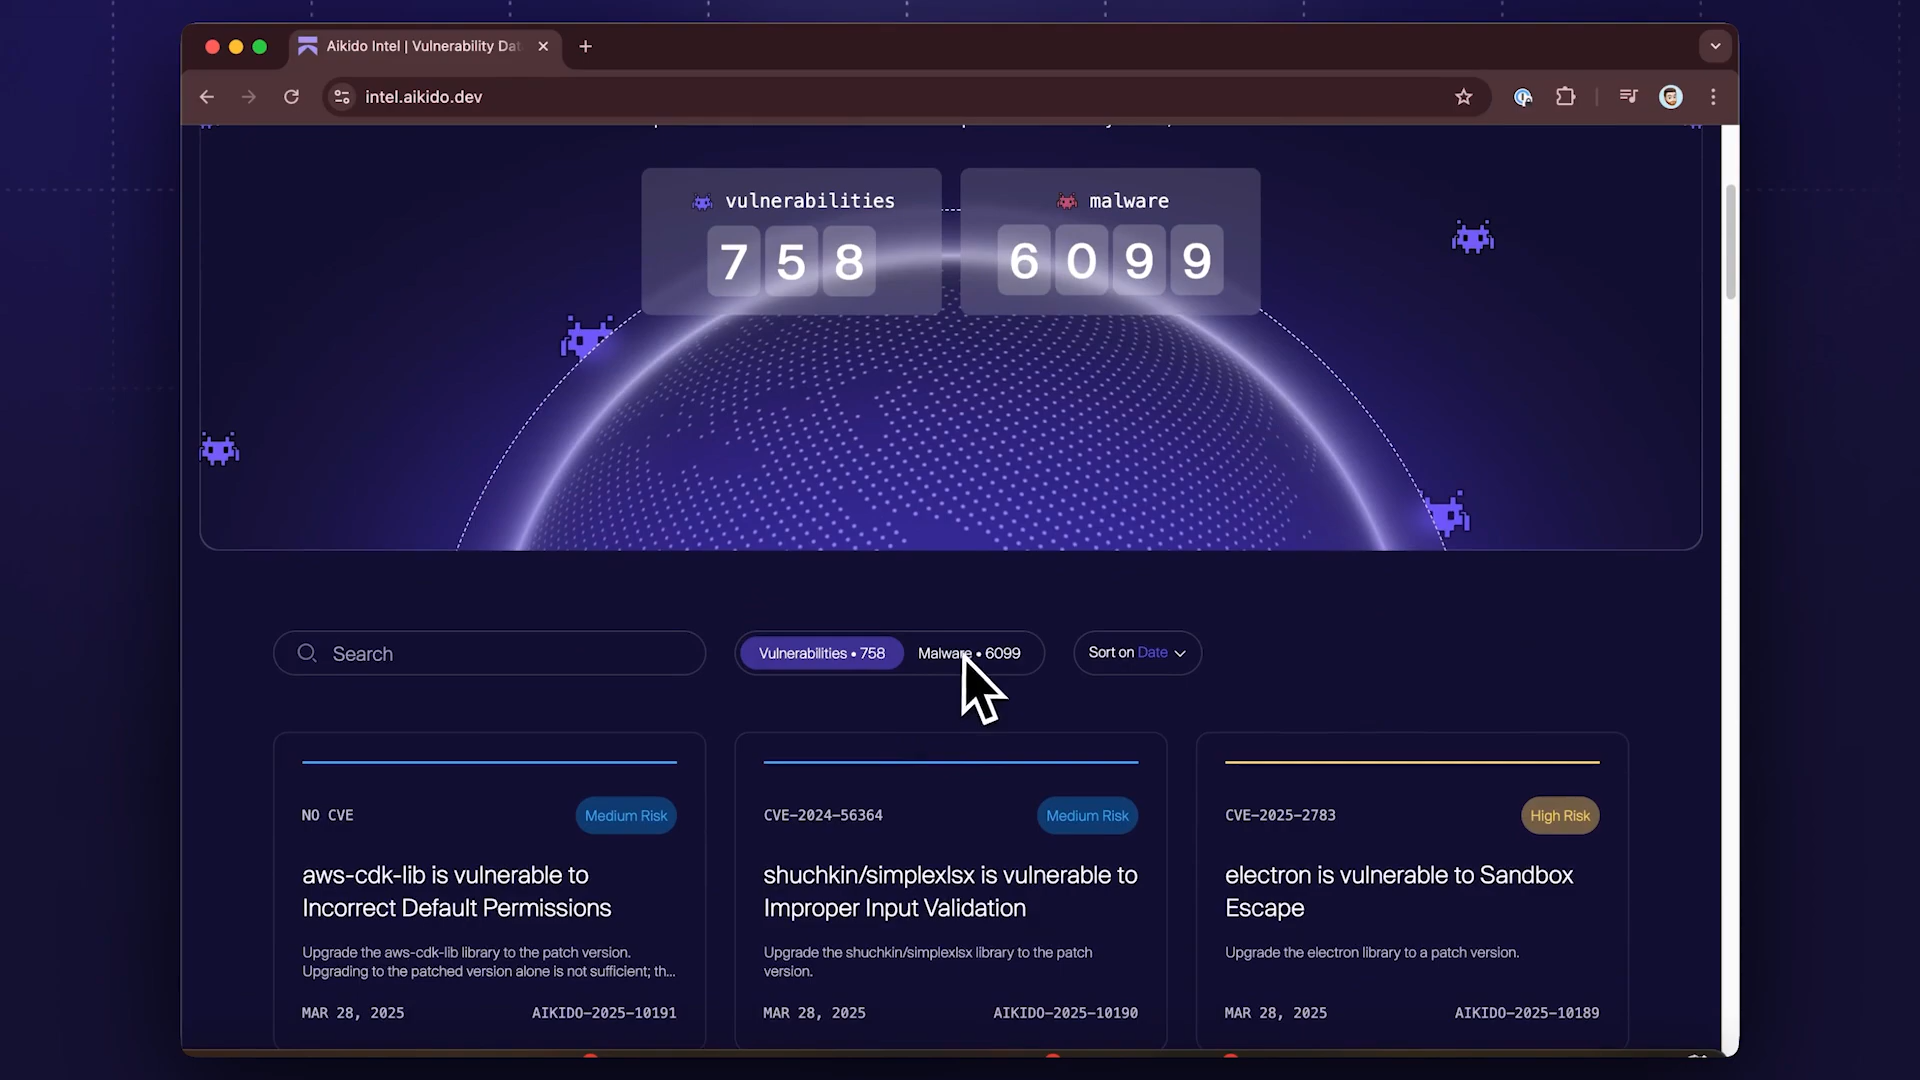 Aikido Intel | Vulnerability Dat
intel.aikido.dev
vulnerabilities
758
malware
6099
Search
Vulnerabilities • 758
Malware • 6099
Sort on Date
NO CVE
Medium Risk
aws-cdk-lib is vulnerable to
Incorrect Default Permissions
Upgrade the aws-cdk-lib library to the patch version.
Upgrading to the patched version alone is not sufficient; th...
MAR 28, 2025
AIKIDO-2025-10191
CVE-2024-56364
Medium Risk
shuchkin/simplexlsx is vulnerable to
Improper Input Validation
Upgrade the shuchkin/simplexlsx library to the patch
version.
MAR 28, 2025
AIKIDO-2025-10190
CVE-2025-2783
High Risk
electron is vulnerable to Sandbox
Escape
Upgrade the electron library to a patch version.
MAR 28, 2025
AIKIDO-2025-10189